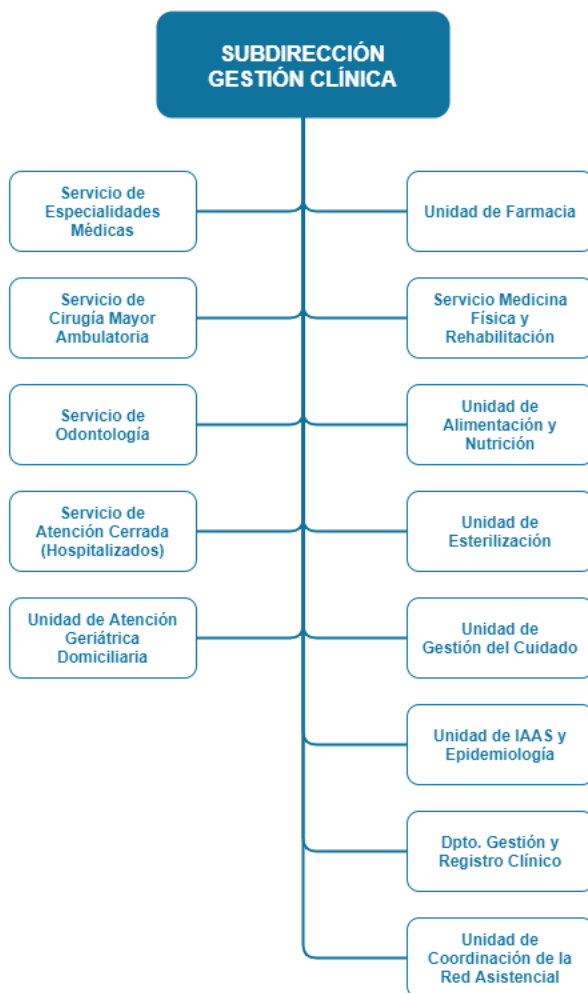 SUBDIRECCIÓN
GESTIÓN CLÍNICA
Servicio de
Especialidades
Médicas
Unidad de Farmacia
Servicio de
Cirugía Mayor
Ambulatoria
Servicio Medicina
Física y
Rehabilitación
Servicio de
Odontología
Unidad de
Alimentación y
Nutrición
Servicio de
Atención Cerrada
(Hospitalizados)
Unidad de
Esterilización
Unidad de Atención
Geriátrica
Domiciliaria
Unidad de
Gestión del Cuidado
Unidad de IAAS y
Epidemiología
Dpto. Gestión y
Registro Clínico
Unidad de
Coordinación de la
Red Asistencial